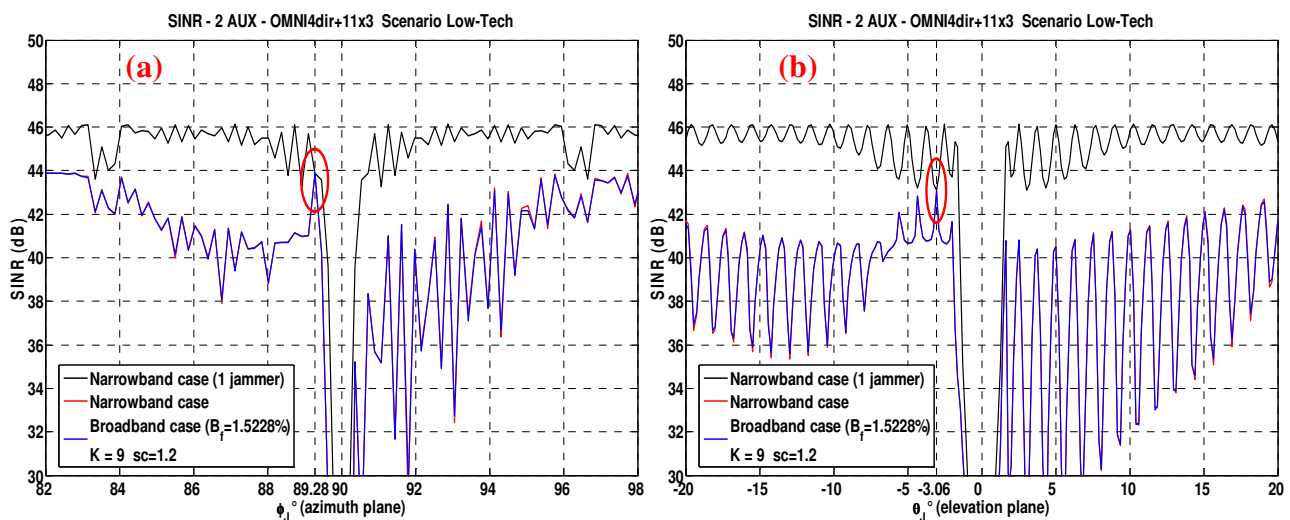 SINR - 2 AUX - OMNI4dir+11x3 Scenario Low-Tech
(a)
SINR (dB)
50
48
46
44
42
40
38
36
34
32
30
Narrowband case (1 jammer)
Narrowband case
Broadband case (B_f=1.5228%)
K = 9 sc=1.2
82 84 86 88 89.28 90 92 94 96 98
ϕ_J° (azimuth plane)
SINR - 2 AUX - OMNI4dir+11x3 Scenario Low-Tech
(b)
SINR (dB)
50
48
46
44
42
40
38
36
34
32
30
Narrowband case (1 jammer)
Narrowband case
Broadband case (B_f=1.5228%)
K = 9 sc=1.2
-20 -15 -10 -5 -3.06 0 5 10 15 20
θ_J° (elevation plane)